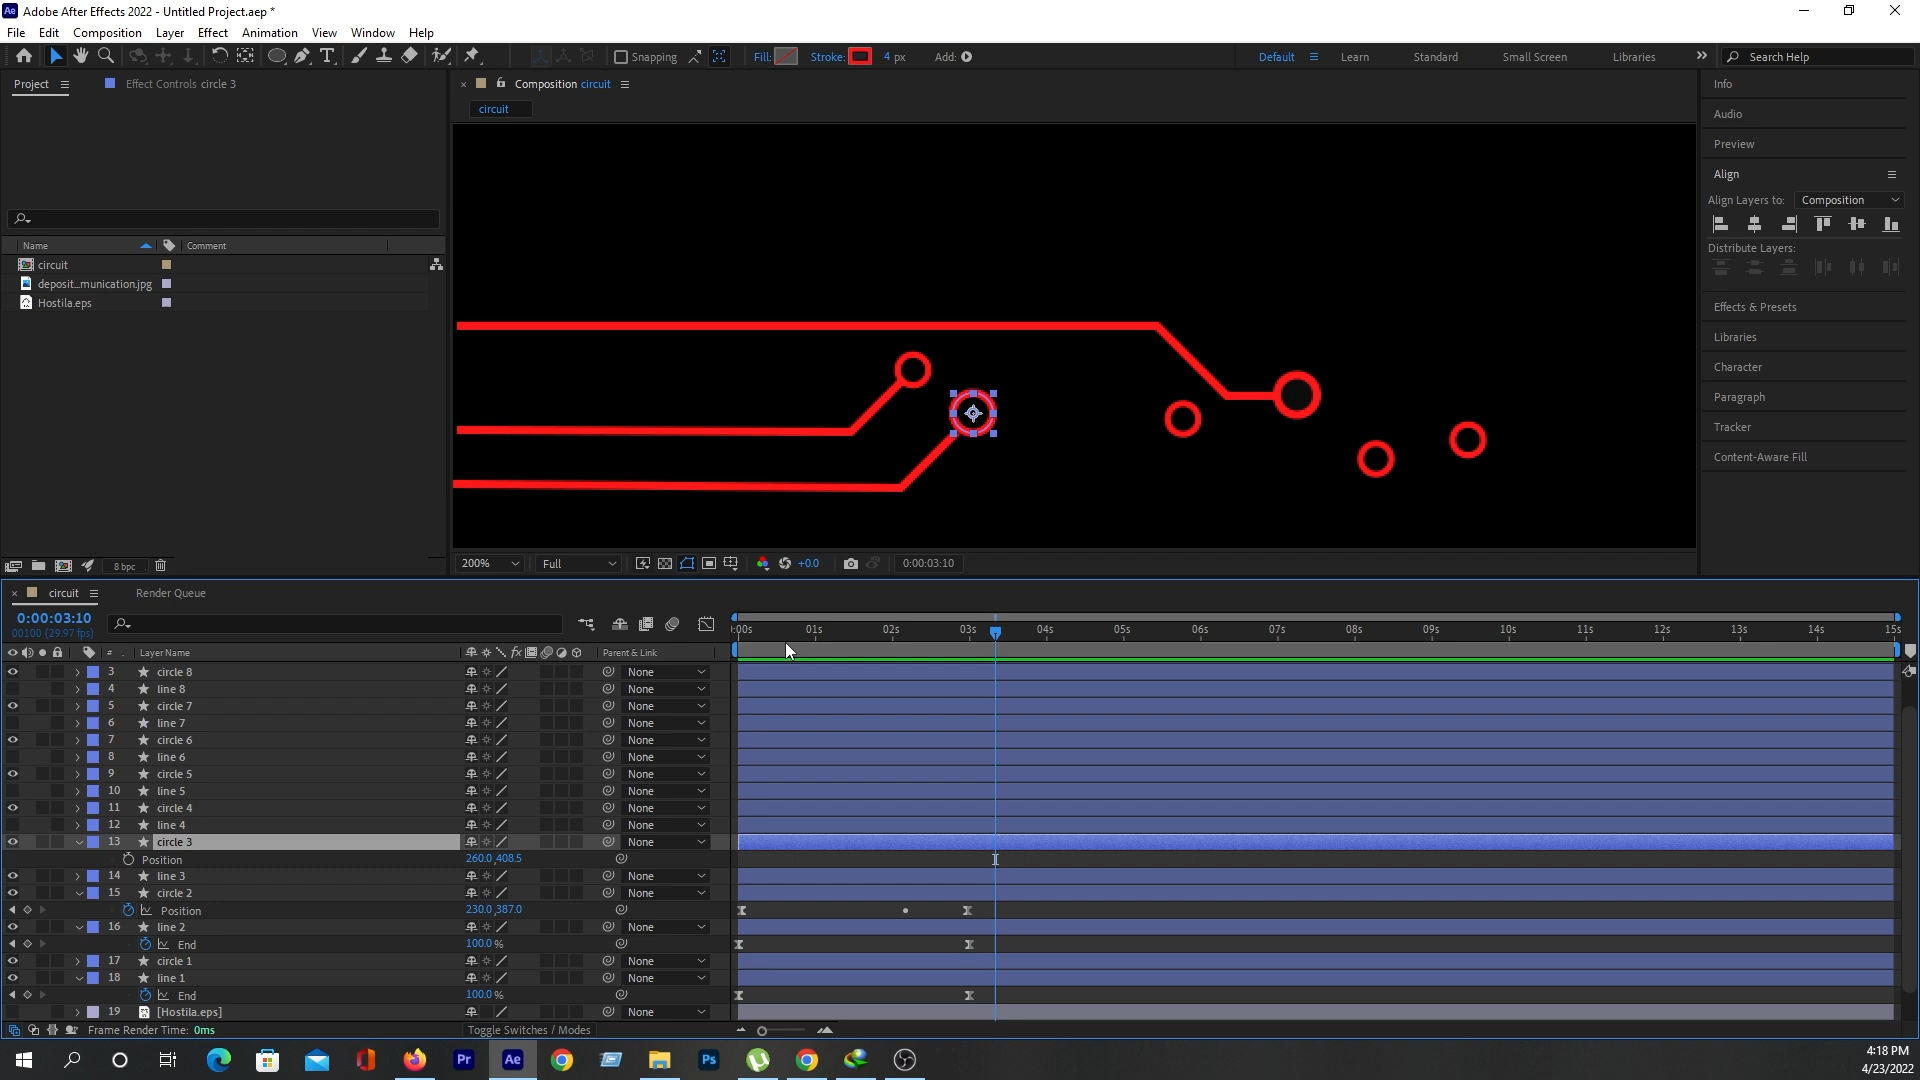 Ae Adobe After Effects 2022 - Untitled Project.aep *
File Edit Composition Layer Effect Animation View Window Help
Snapping Fill: Stroke: 4 px Add: Default Learn Standard Small Screen Libraries Search Help
Project Effect Controls circle 3
Composition circuit
circuit
Name Comment
circuit
deposit...munication.jpg
Hostila.eps
8 bpc
200% Full +0.0 0:00:03:10
Info
Audio
Preview
Align
Align Layers to: Composition
Distribute Layers:
Effects & Presets
Libraries
Character
Paragraph
Tracker
Content-Aware Fill
circuit Render Queue
0:00:03:10
00100 (29.97 fps)
:00s 01s 02s 03s 04s 05s 06s 07s 08s 09s 10s 11s 12s 13s 14s 15s
# . Layer Name fx Parent & Link
3 circle 8 None
4 line 8 None
5 circle 7 None
6 line 7 None
7 circle 6 None
8 line 6 None
9 circle 5 None
10 line 5 None
11 circle 4 None
12 line 4 None
13 circle 3 None
Position 260.0,408.5
14 line 3 None
15 circle 2 None
Position 230.0,387.0
16 line 2 None
End 100.0 %
17 circle 1 None
18 line 1 None
End 100.0 %
19 [Hostila.eps] None
Frame Render Time: 0ms Toggle Switches / Modes
Pr Ae Ps
4:18 PM
4/23/2022